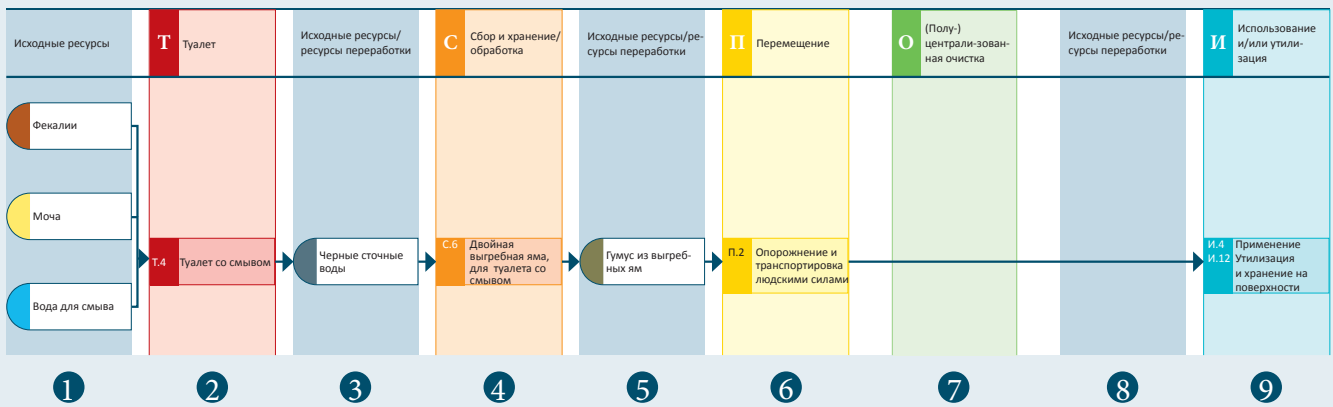 Исходные ресурсы
Т
Туалет
Исходные ресурсы/
ресурсы переработки
С
Сбор и хранение/
обработка
Исходные ресурсы/ре-
сурсы переработки
П
Перемещение
О
(Полу-)
централи-зован-
ная очистка
Исходные ресурсы/ре-
сурсы переработки
И
Использование
и/или утили-
зация
Фекалии
Моча
Вода для смыва
Т.4
Туалет со смывом
Черные сточные
воды
С.6
Двойная
выгребная яма,
для туалета со
смывом
Гумус из выгреб-
ных ям
П.2
Опорожнение и
транспортировка
людскими силами
И.4
И.12
Применение
Утилизация
и хранение на
поверхности
1
2
3
4
5
6
7
8
9